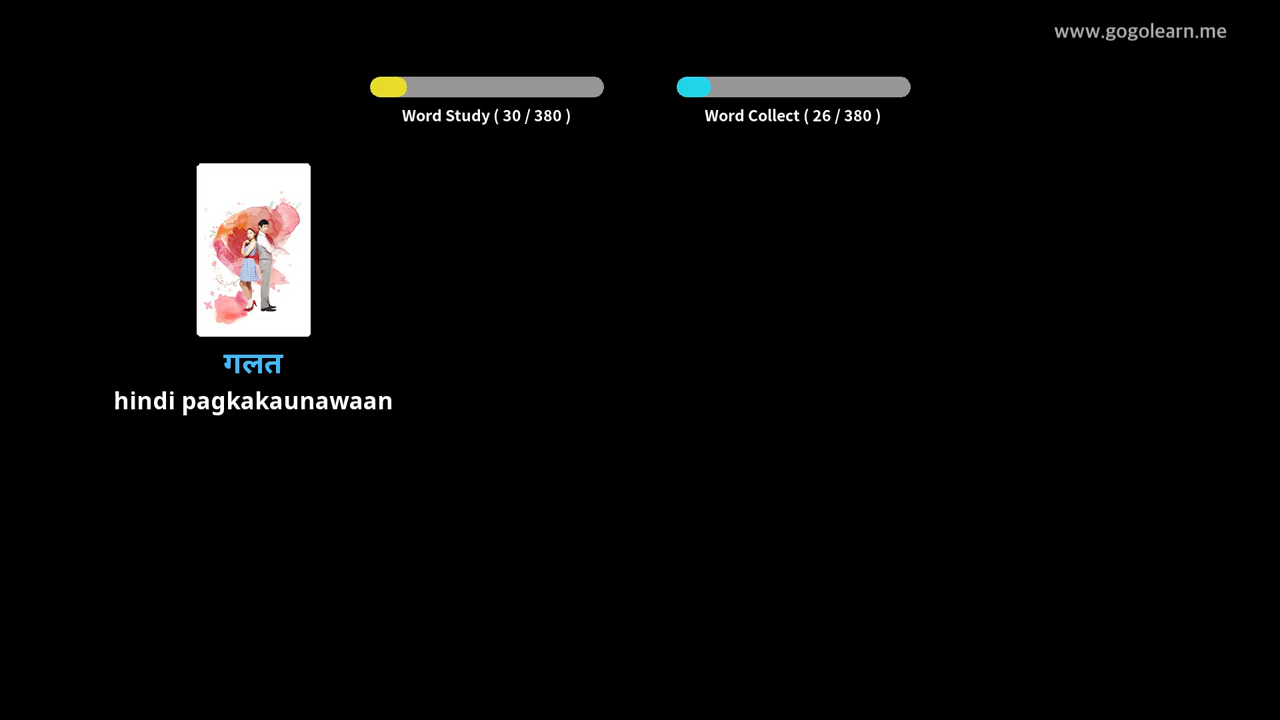 www.gogolearn.me
Word Study ( 30 / 380 )
Word Collect ( 26 / 380 )
गलत
hindi pagkakaunawaan